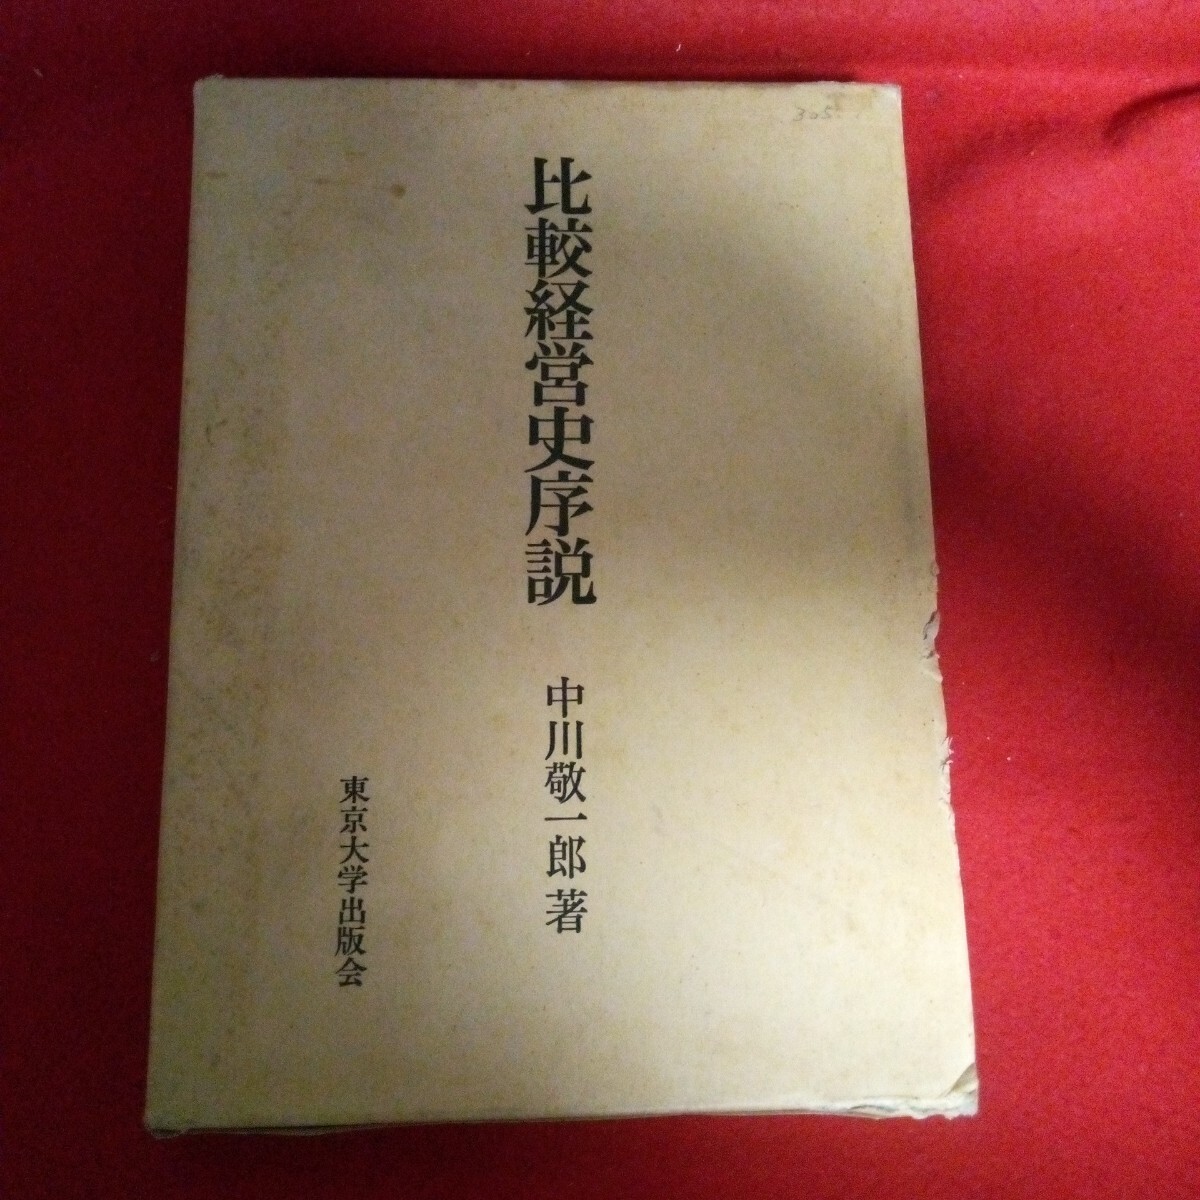 比較経営史序説
中川敬一郎著
東京大学出版会
305